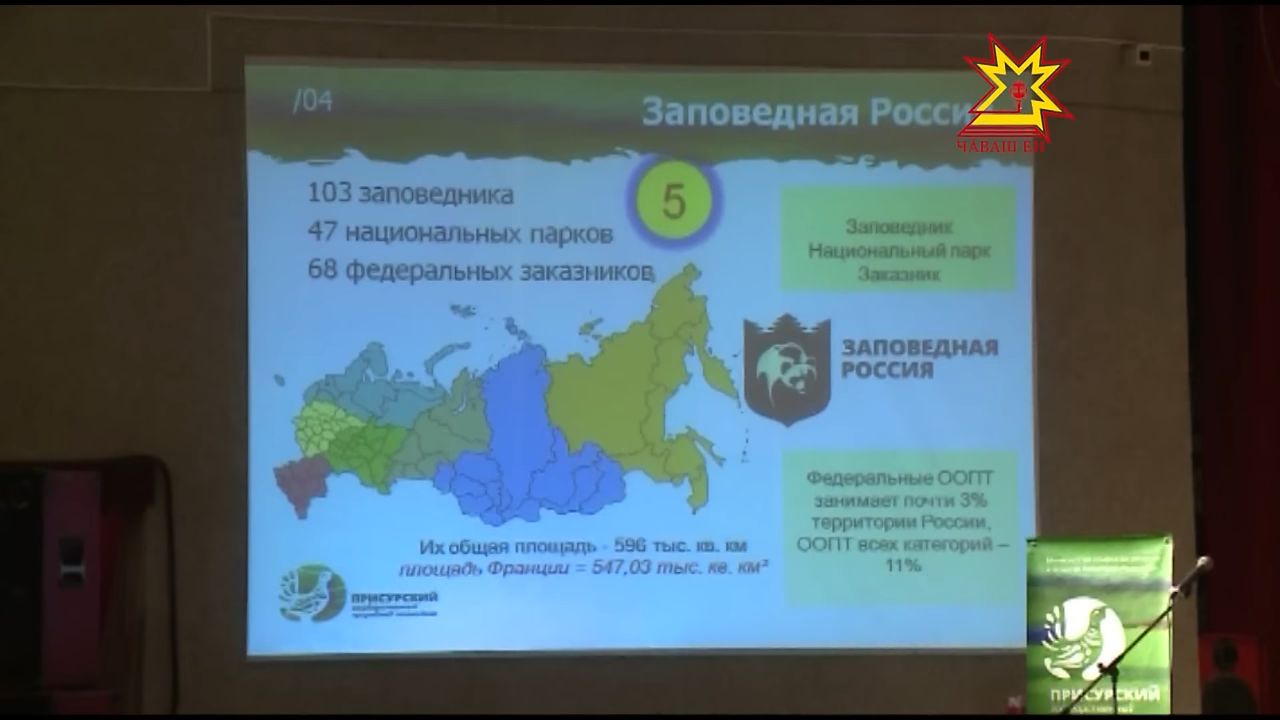 /04
Заповедная Росси
ЧАВАШ ЕН
103 заповедника
47 национальных парков
68 федеральных заказников
5
Заповедник
Национальный парк
Заказник
ЗАПОВЕДНАЯ
РОССИЯ
Федеральные ООПТ
занимает почти 3%
территории России,
ООПТ всех категорий –
11%
Их общая площадь - 596 тыс. кв. км
площадь Франции = 547,03 тыс. кв. км²
ПРИСУРСКИЙ
ПРИСУРСКИЙ